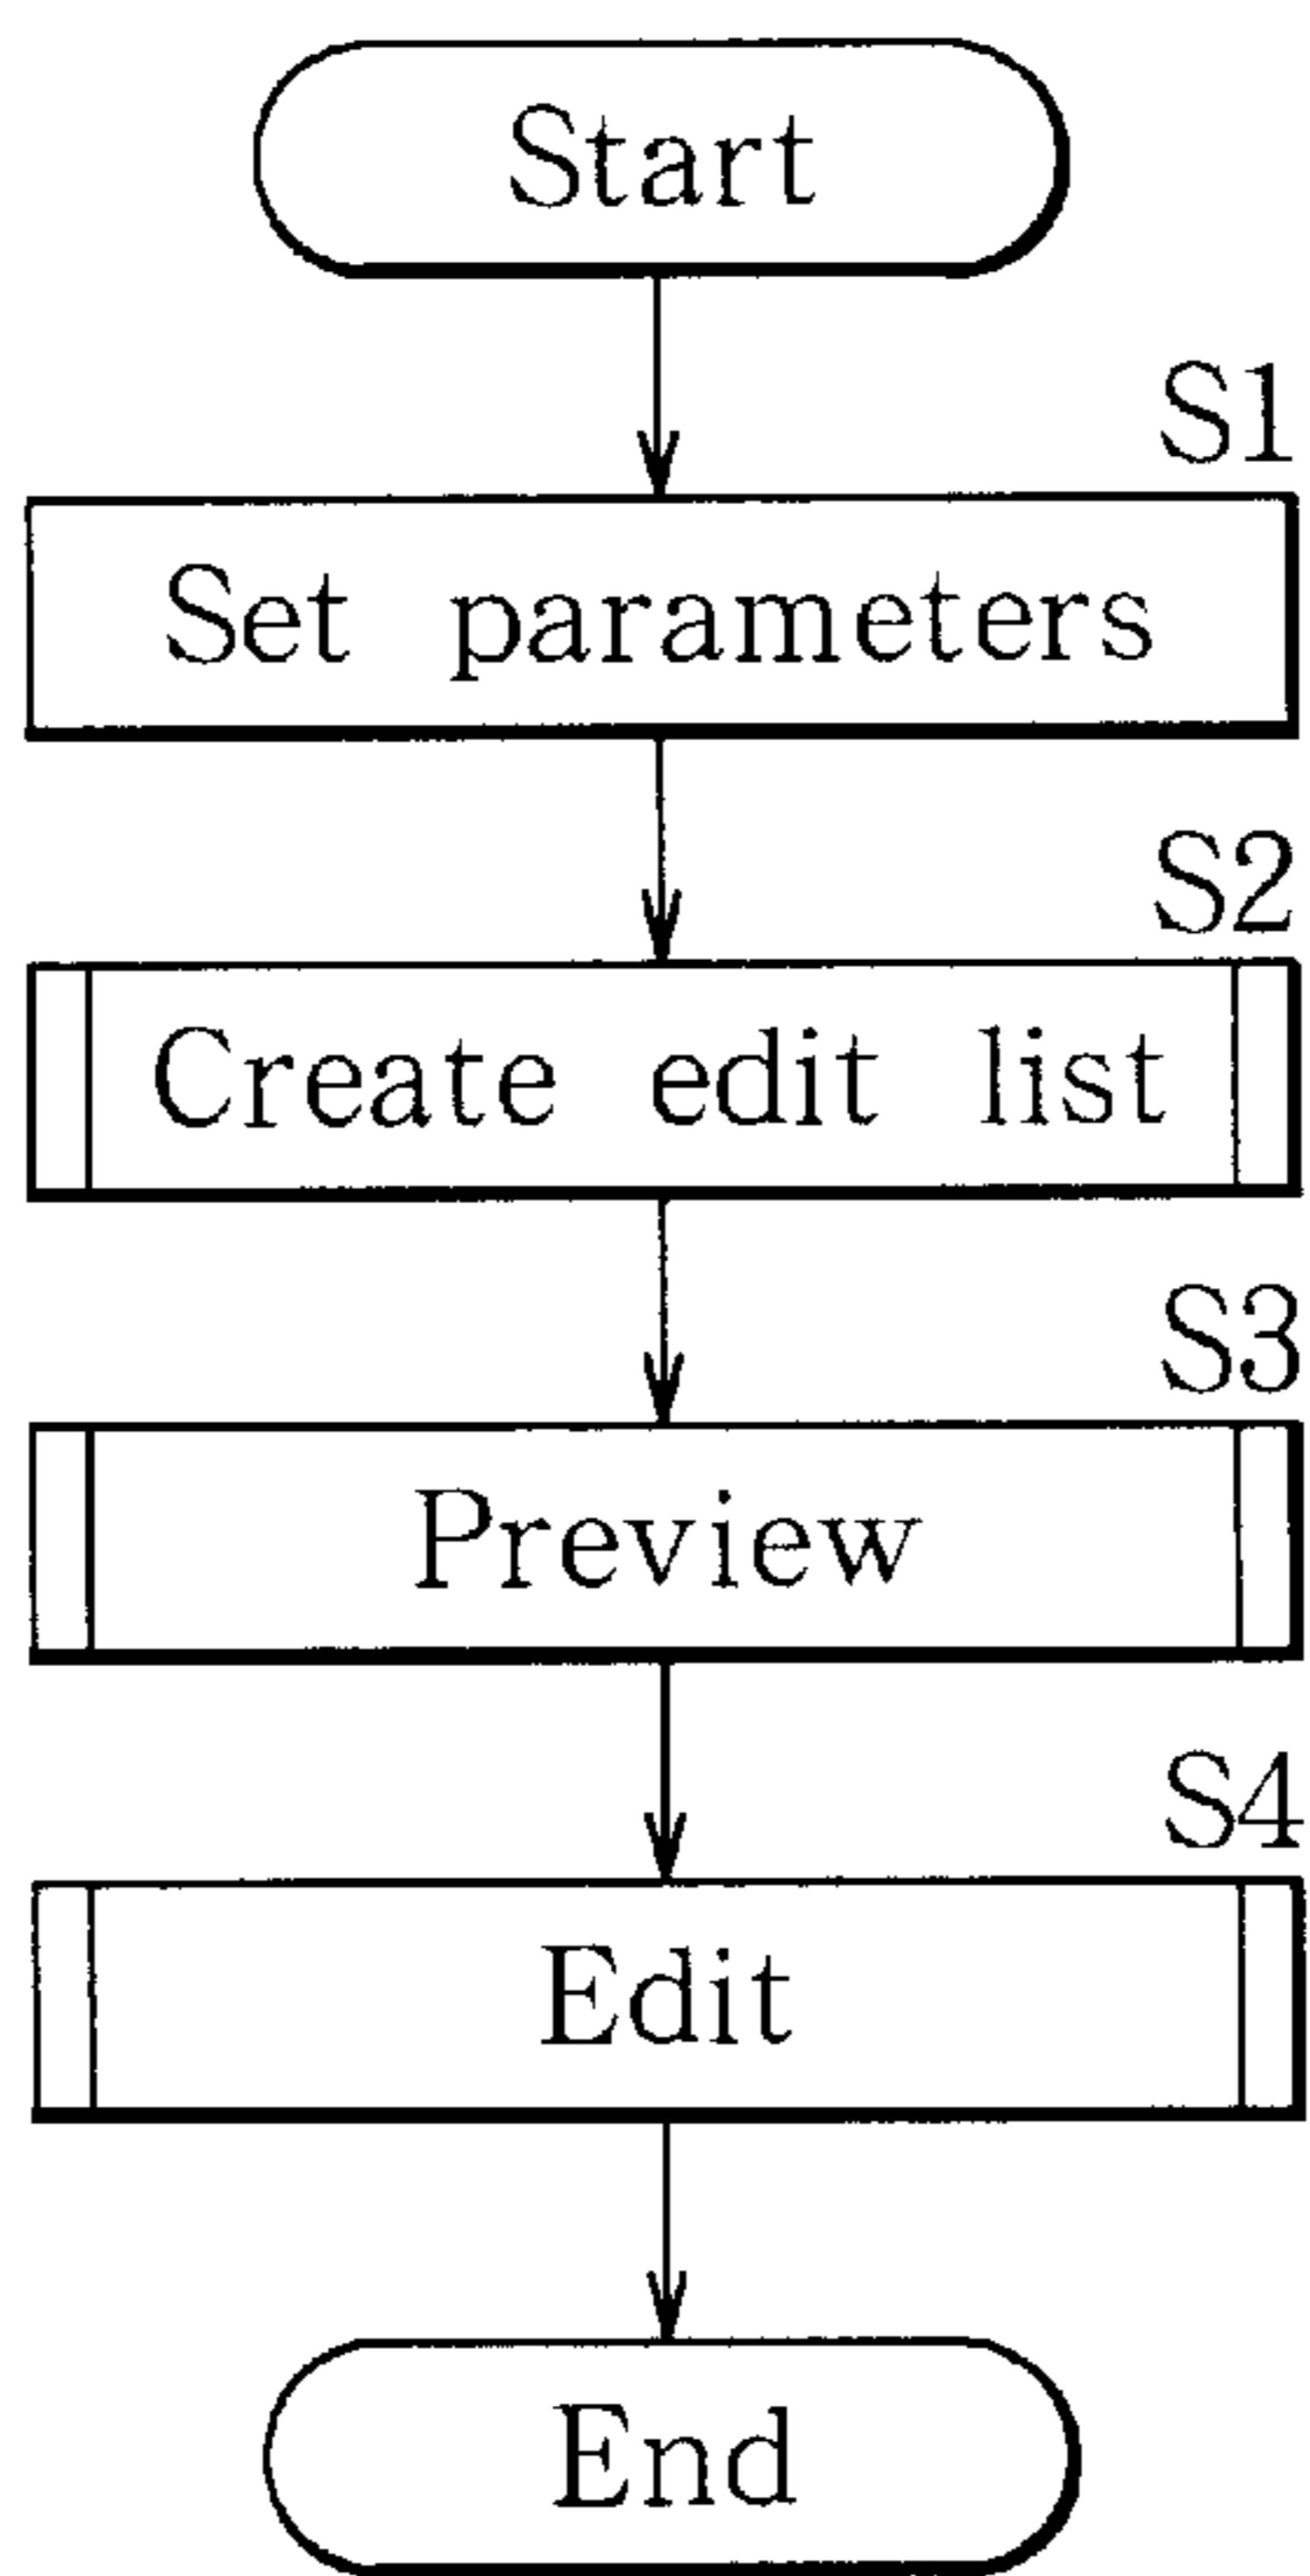 Start
S1
Set parameters
S2
Create edit list
S3
Preview
S4
Edit
End